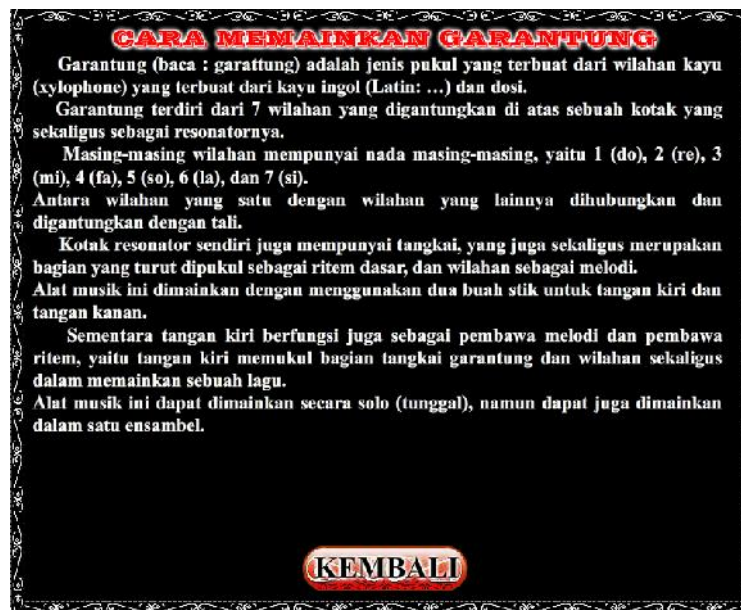 CARA MEMAINKAN GARANTUNG
Garantung (baca : garattung) adalah jenis pukul yang terbuat dari wilahan kayu
(xylophone) yang terbuat dari kayu ingol (Latin: …) dan dosi.
Garantung terdiri dari 7 wilahan yang digantungkan di atas sebuah kotak yang
sekaligus sebagai resonatornya.
Masing-masing wilahan mempunyai nada masing-masing, yaitu 1 (do), 2 (re), 3
(mi), 4 (fa), 5 (so), 6 (la), dan 7 (si).
Antara wilahan yang satu dengan wilahan yang lainnya dihubungkan dan
digantungkan dengan tali.
Kotak resonator sendiri juga mempunyai tangkai, yang juga sekaligus merupakan
bagian yang turut dipukul sebagai ritem dasar, dan wilahan sebagai melodi.
Alat musik ini dimainkan dengan menggunakan dua buah stik untuk tangan kiri dan
tangan kanan.
Sementara tangan kiri berfungsi juga sebagai pembawa melodi dan pembawa
ritem, yaitu tangan kiri memukul bagian tangkai garantung dan wilahan sekaligus
dalam memainkan sebuah lagu.
Alat musik ini dapat dimainkan secara solo (tunggal), namun dapat juga dimainkan
dalam satu ensambel.
KEMBALI